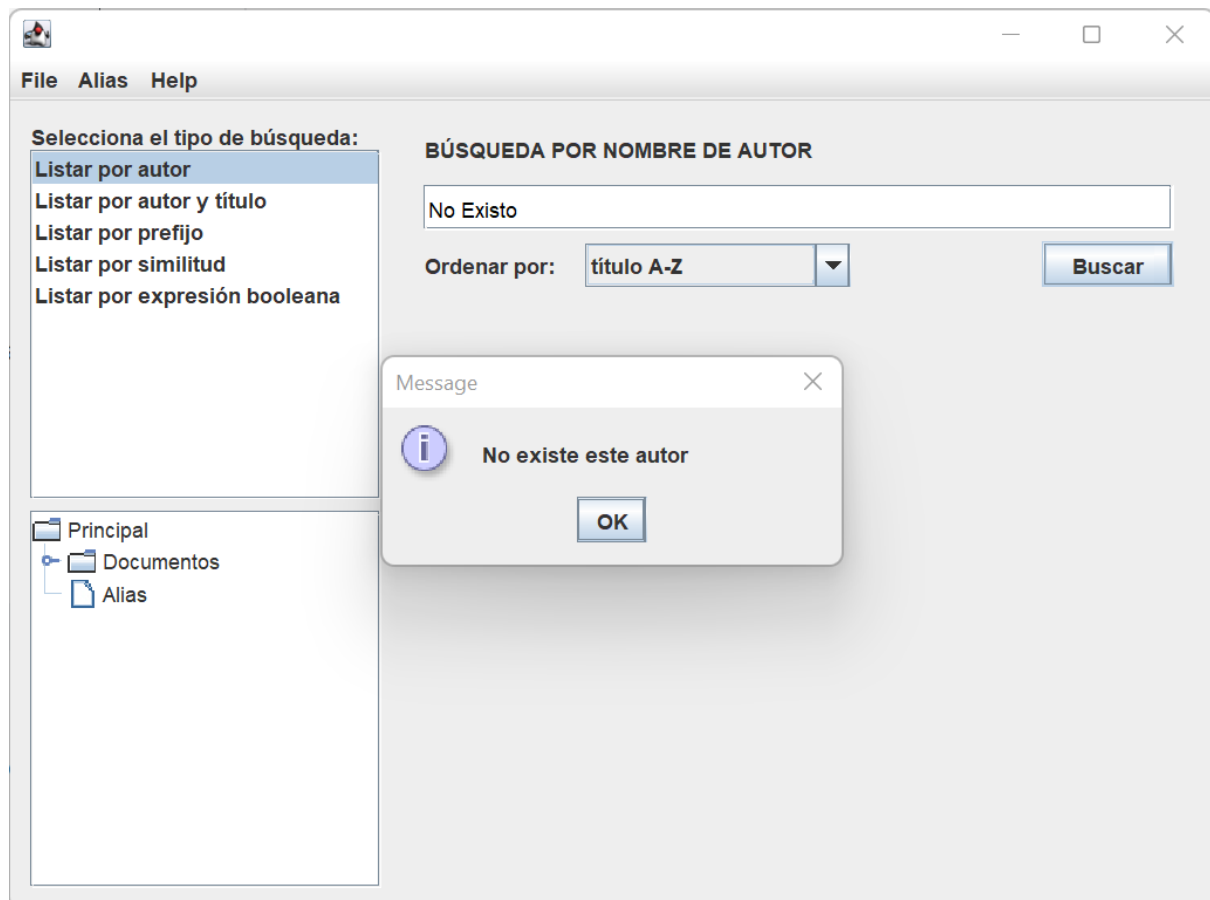 File Alias Help
Selecciona el tipo de búsqueda:
Listar por autor
Listar por autor y título
Listar por prefijo
Listar por similitud
Listar por expresión booleana
BÚSQUEDA POR NOMBRE DE AUTOR
No Existo
Ordenar por: título A-Z Buscar
Message
i
No existe este autor
OK
Principal
Documentos
Alias